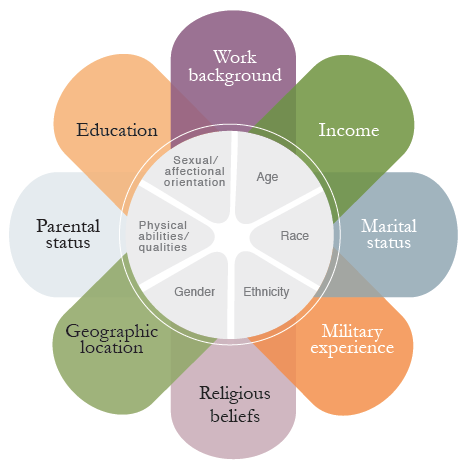 Work
background
Education
Income
Sexual/
affectional
orientation
Age
Parental
status
Physical
abilities/
qualities
Race
Marital
status
Gender
Ethnicity
Geographic
location
Military
experience
Religious
beliefs